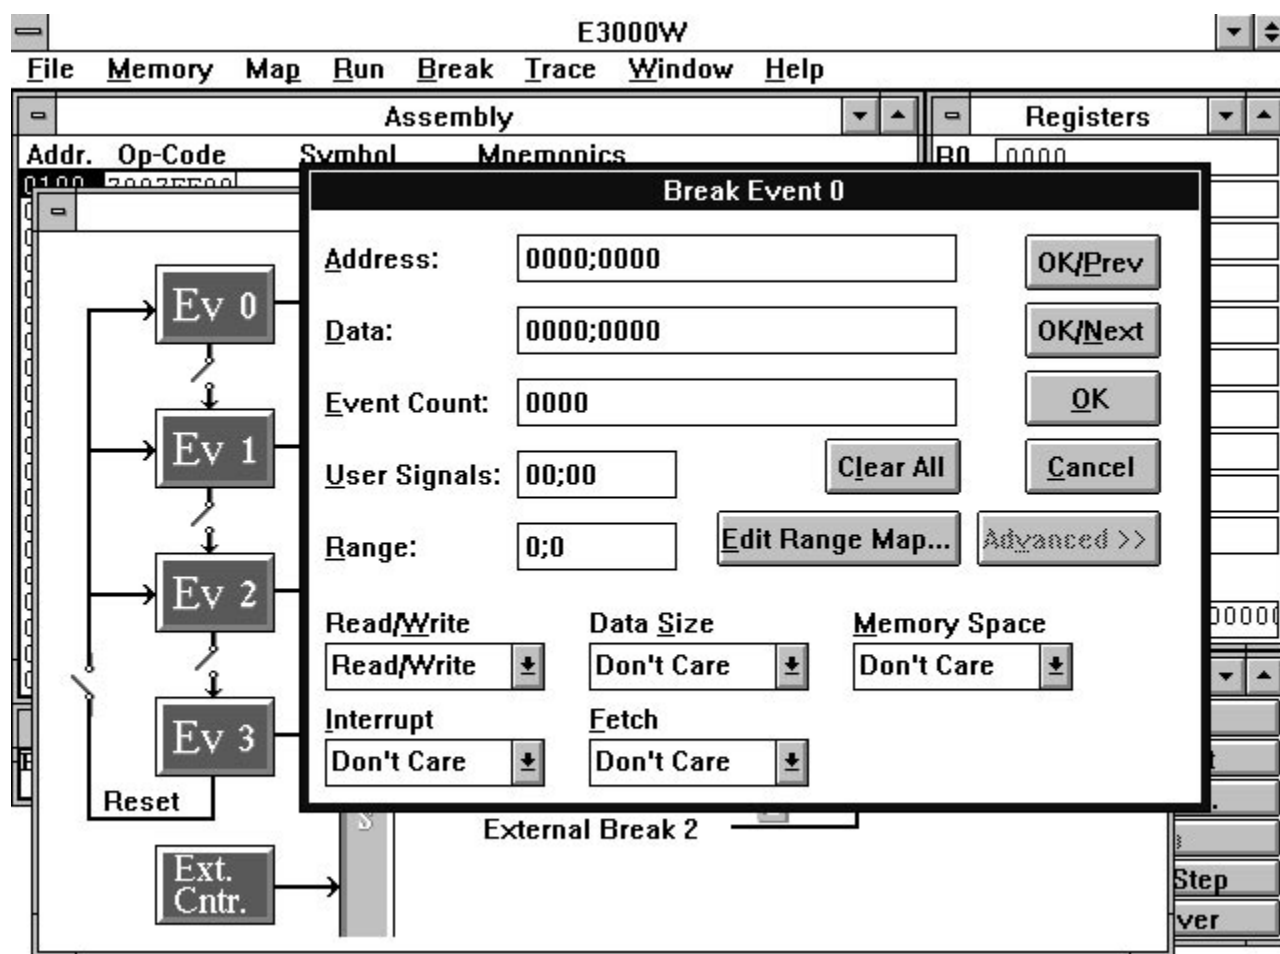 E3000W
File Memory Map Run Break Trace Window Help
Assembly
Registers
Addr. Op-Code Symbol Mnemonics
R0 0000
0100
Break Event 0
Address: 0000;0000
OK/Prev
Data: 0000;0000
OK/Next
Event Count: 0000
OK
User Signals: 00;00
Clear All
Cancel
Range: 0;0
Edit Range Map...
Advanced >>
Read/Write Data Size Memory Space
Read/Write Don't Care Don't Care
Interrupt Fetch
Don't Care Don't Care
Ev 0
Ev 1
Ev 2
Ev 3
Reset
External Break 2
Ext.
Cntr.
Step
ver